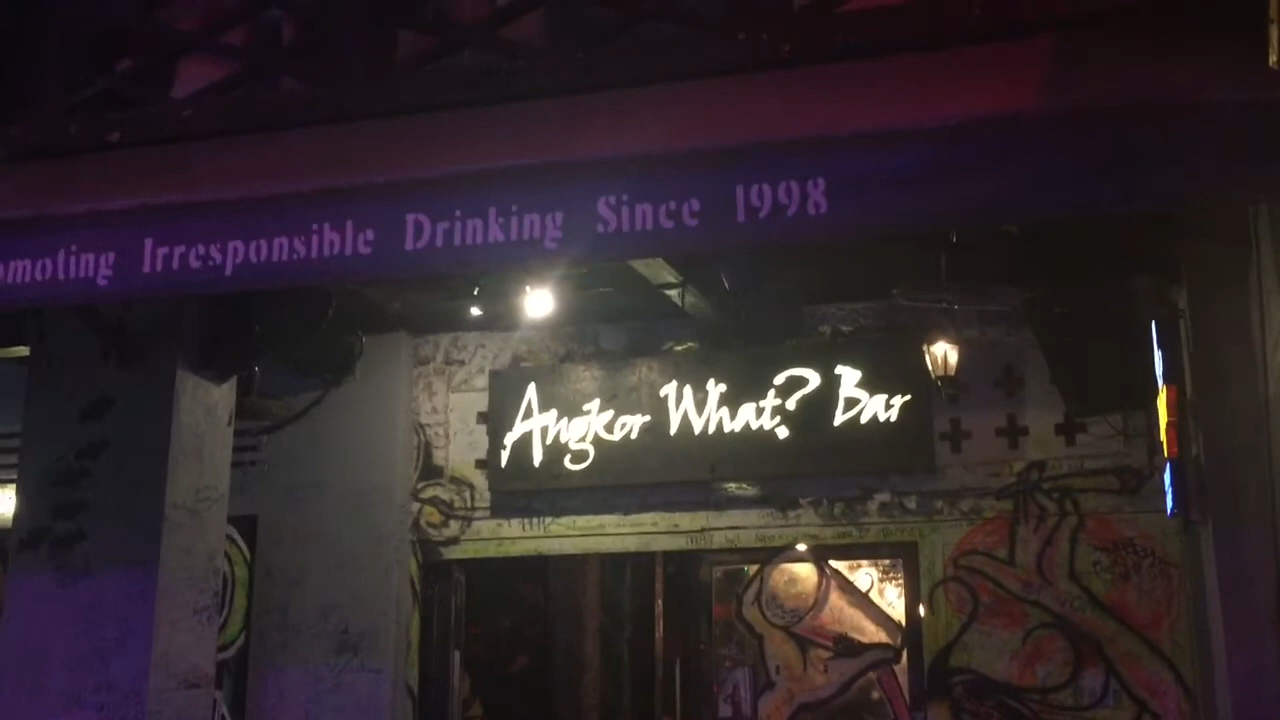 omoting Irresponsible Drinking Since 1998
Angkor What? Bar